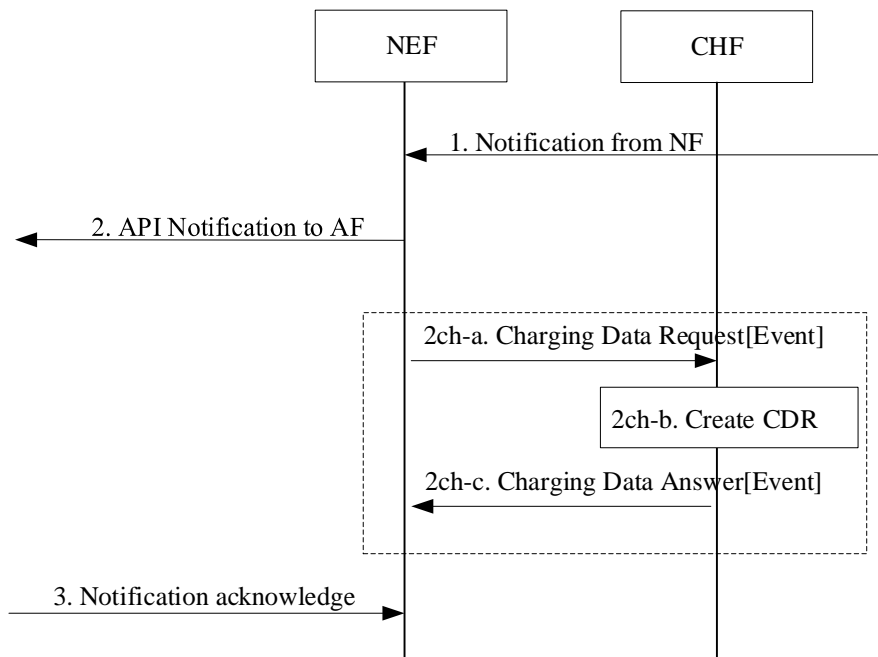 NEF
CHF
1. Notification from NF
2. API Notification to AF
2ch-a. Charging Data Request[Event]
2ch-b. Create CDR
2ch-c. Charging Data Answer[Event]
3. Notification acknowledge